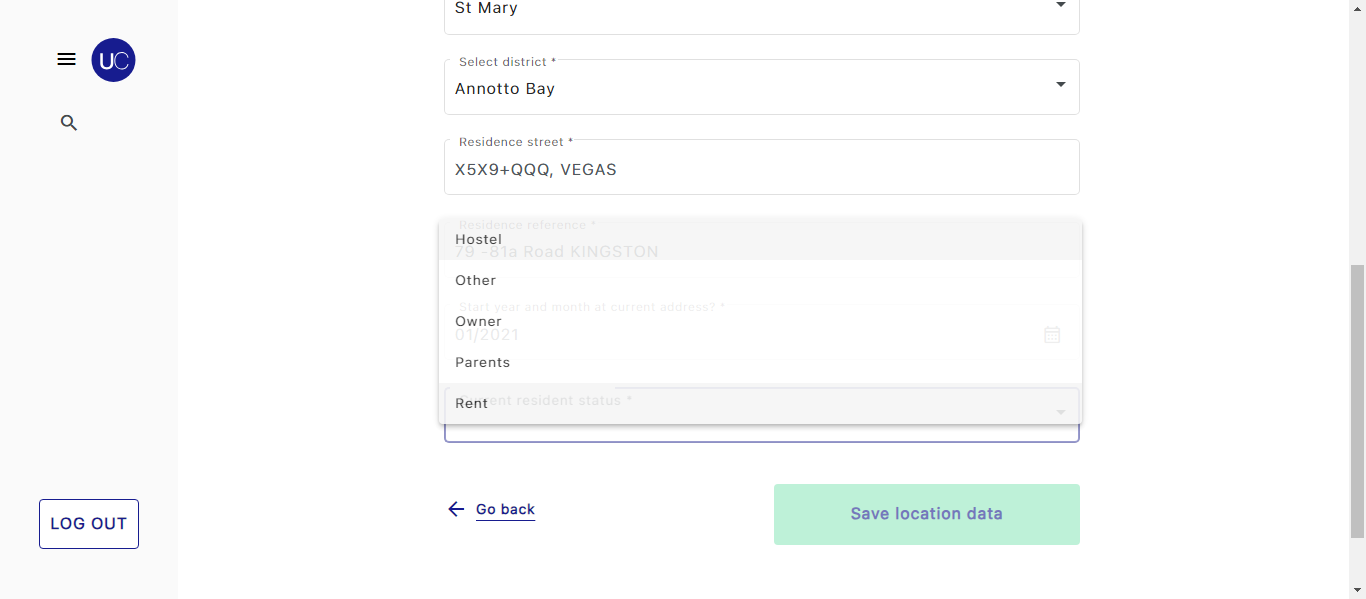 UC
LOG OUT
St Mary
Select district *
Annotto Bay
Residence street *
X5X9+QQQ, VEGAS
Residence reference *
Hostel
79 -81a Road KINGSTON
Other
Start year and month at current address? *
Owner
01/2021
Parents
Current resident status *
Rent
Go back
Save location data